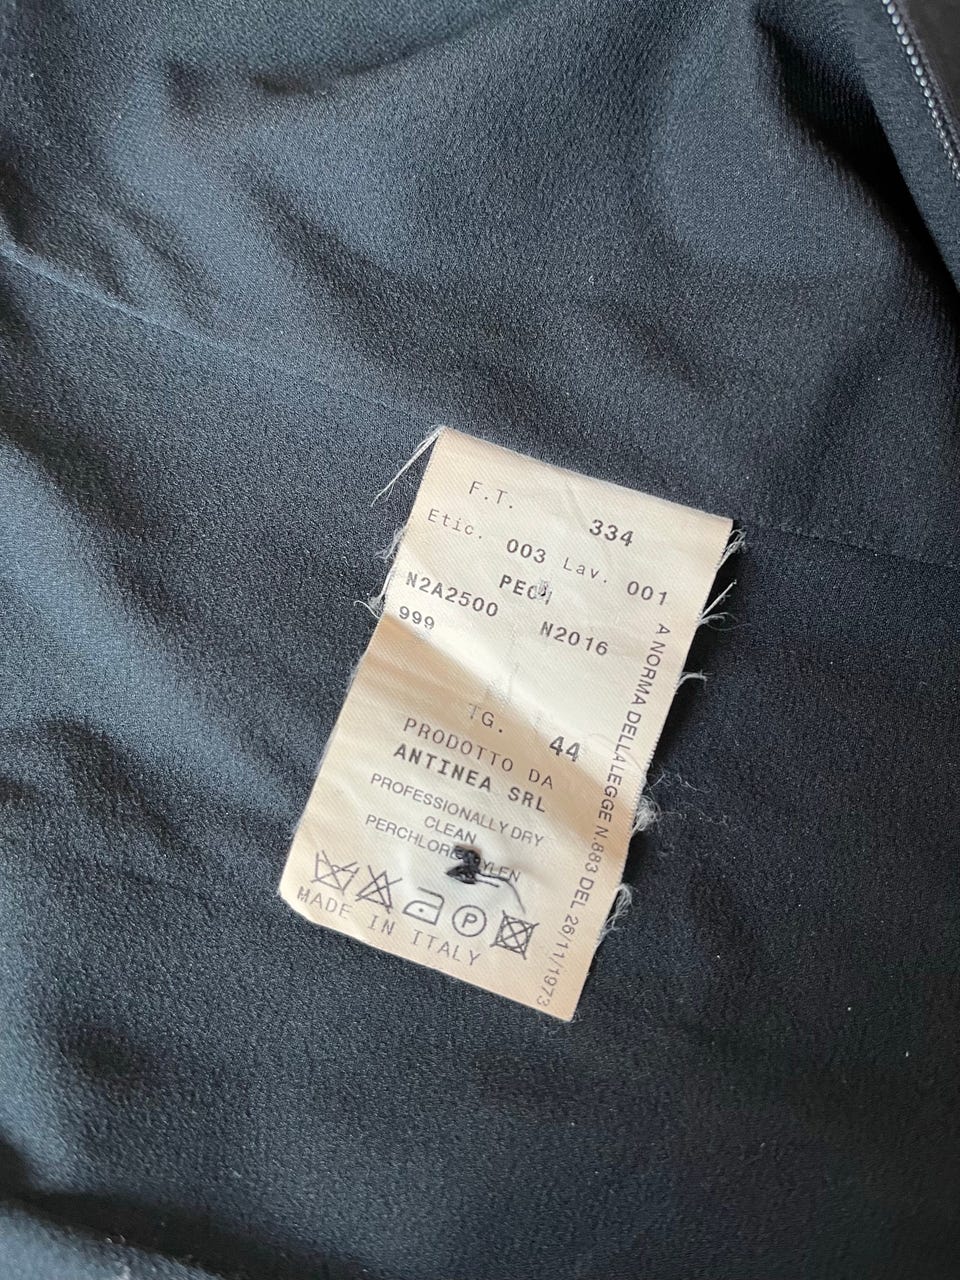 F.T. 334
Etic. 003 Lav. 001
N2A2500 N2016
999
TG. 44
PRODOTTO DA
ANTINEA SRL
PROFESSIONALLY DRY
CLEAN
MADE IN ITALY
A NORMA DELLA LEGGE N.883 DEL 26/11/1973